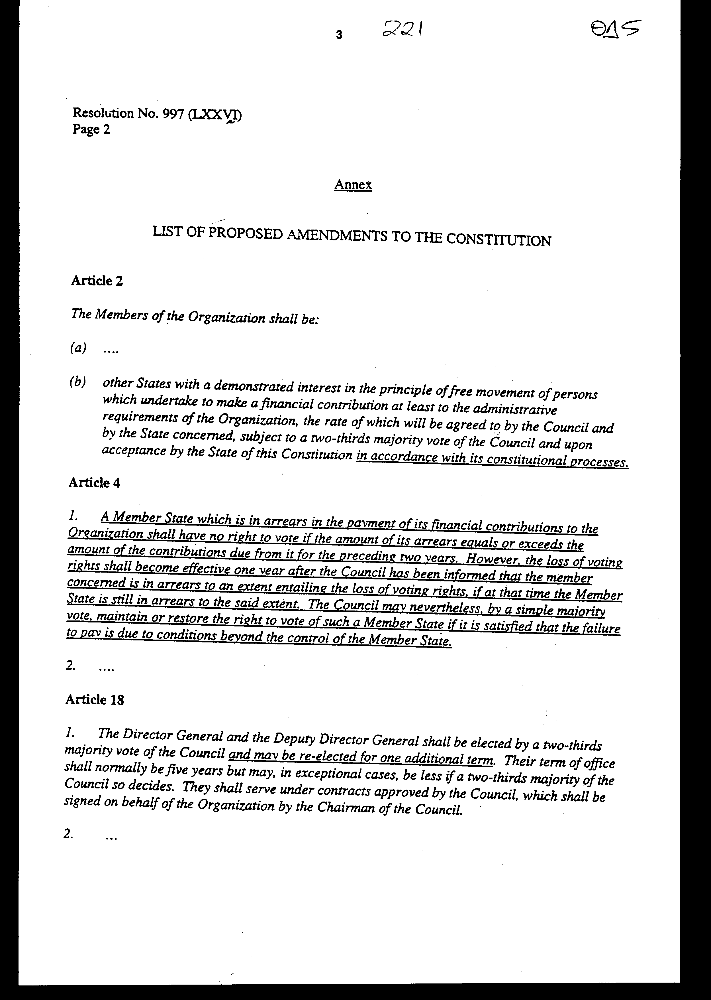 3 221 015
Resolution No. 997 (LXXVI)
Page 2
Annex
LIST OF PROPOSED AMENDMENTS TO THE CONSTITUTION
Article 2
The Members of the Organization shall be:
(a) ....
(b) other States with a demonstrated interest in the principle of free movement of persons
which undertake to make a financial contribution at least to the administrative
requirements of the Organization, the rate of which will be agreed to by the Council and
by the State concerned, subject to a two-thirds majority vote of the Council and upon
acceptance by the State of this Constitution in accordance with its constitutional processes.
Article 4
1. A Member State which is in arrears in the payment of its financial contributions to the
Organization shall have no right to vote if the amount of its arrears equals or exceeds the
amount of the contributions due from it for the preceding two years. However, the loss of voting
rights shall become effective one year after the Council has been informed that the member
concerned is in arrears to an extent entailing the loss of voting rights, if at that time the Member
State is still in arrears to the said extent. The Council may nevertheless, by a simple majority
vote, maintain or restore the right to vote of such a Member State if it is satisfied that the failure
to pay is due to conditions beyond the control of the Member State.
2. ....
Article 18
1. The Director General and the Deputy Director General shall be elected by a two-thirds
majority vote of the Council and may be re-elected for one additional term. Their term of office
shall normally be five years but may, in exceptional cases, be less if a two-thirds majority of the
Council so decides. They shall serve under contracts approved by the Council, which shall be
signed on behalf of the Organization by the Chairman of the Council.
2. ...